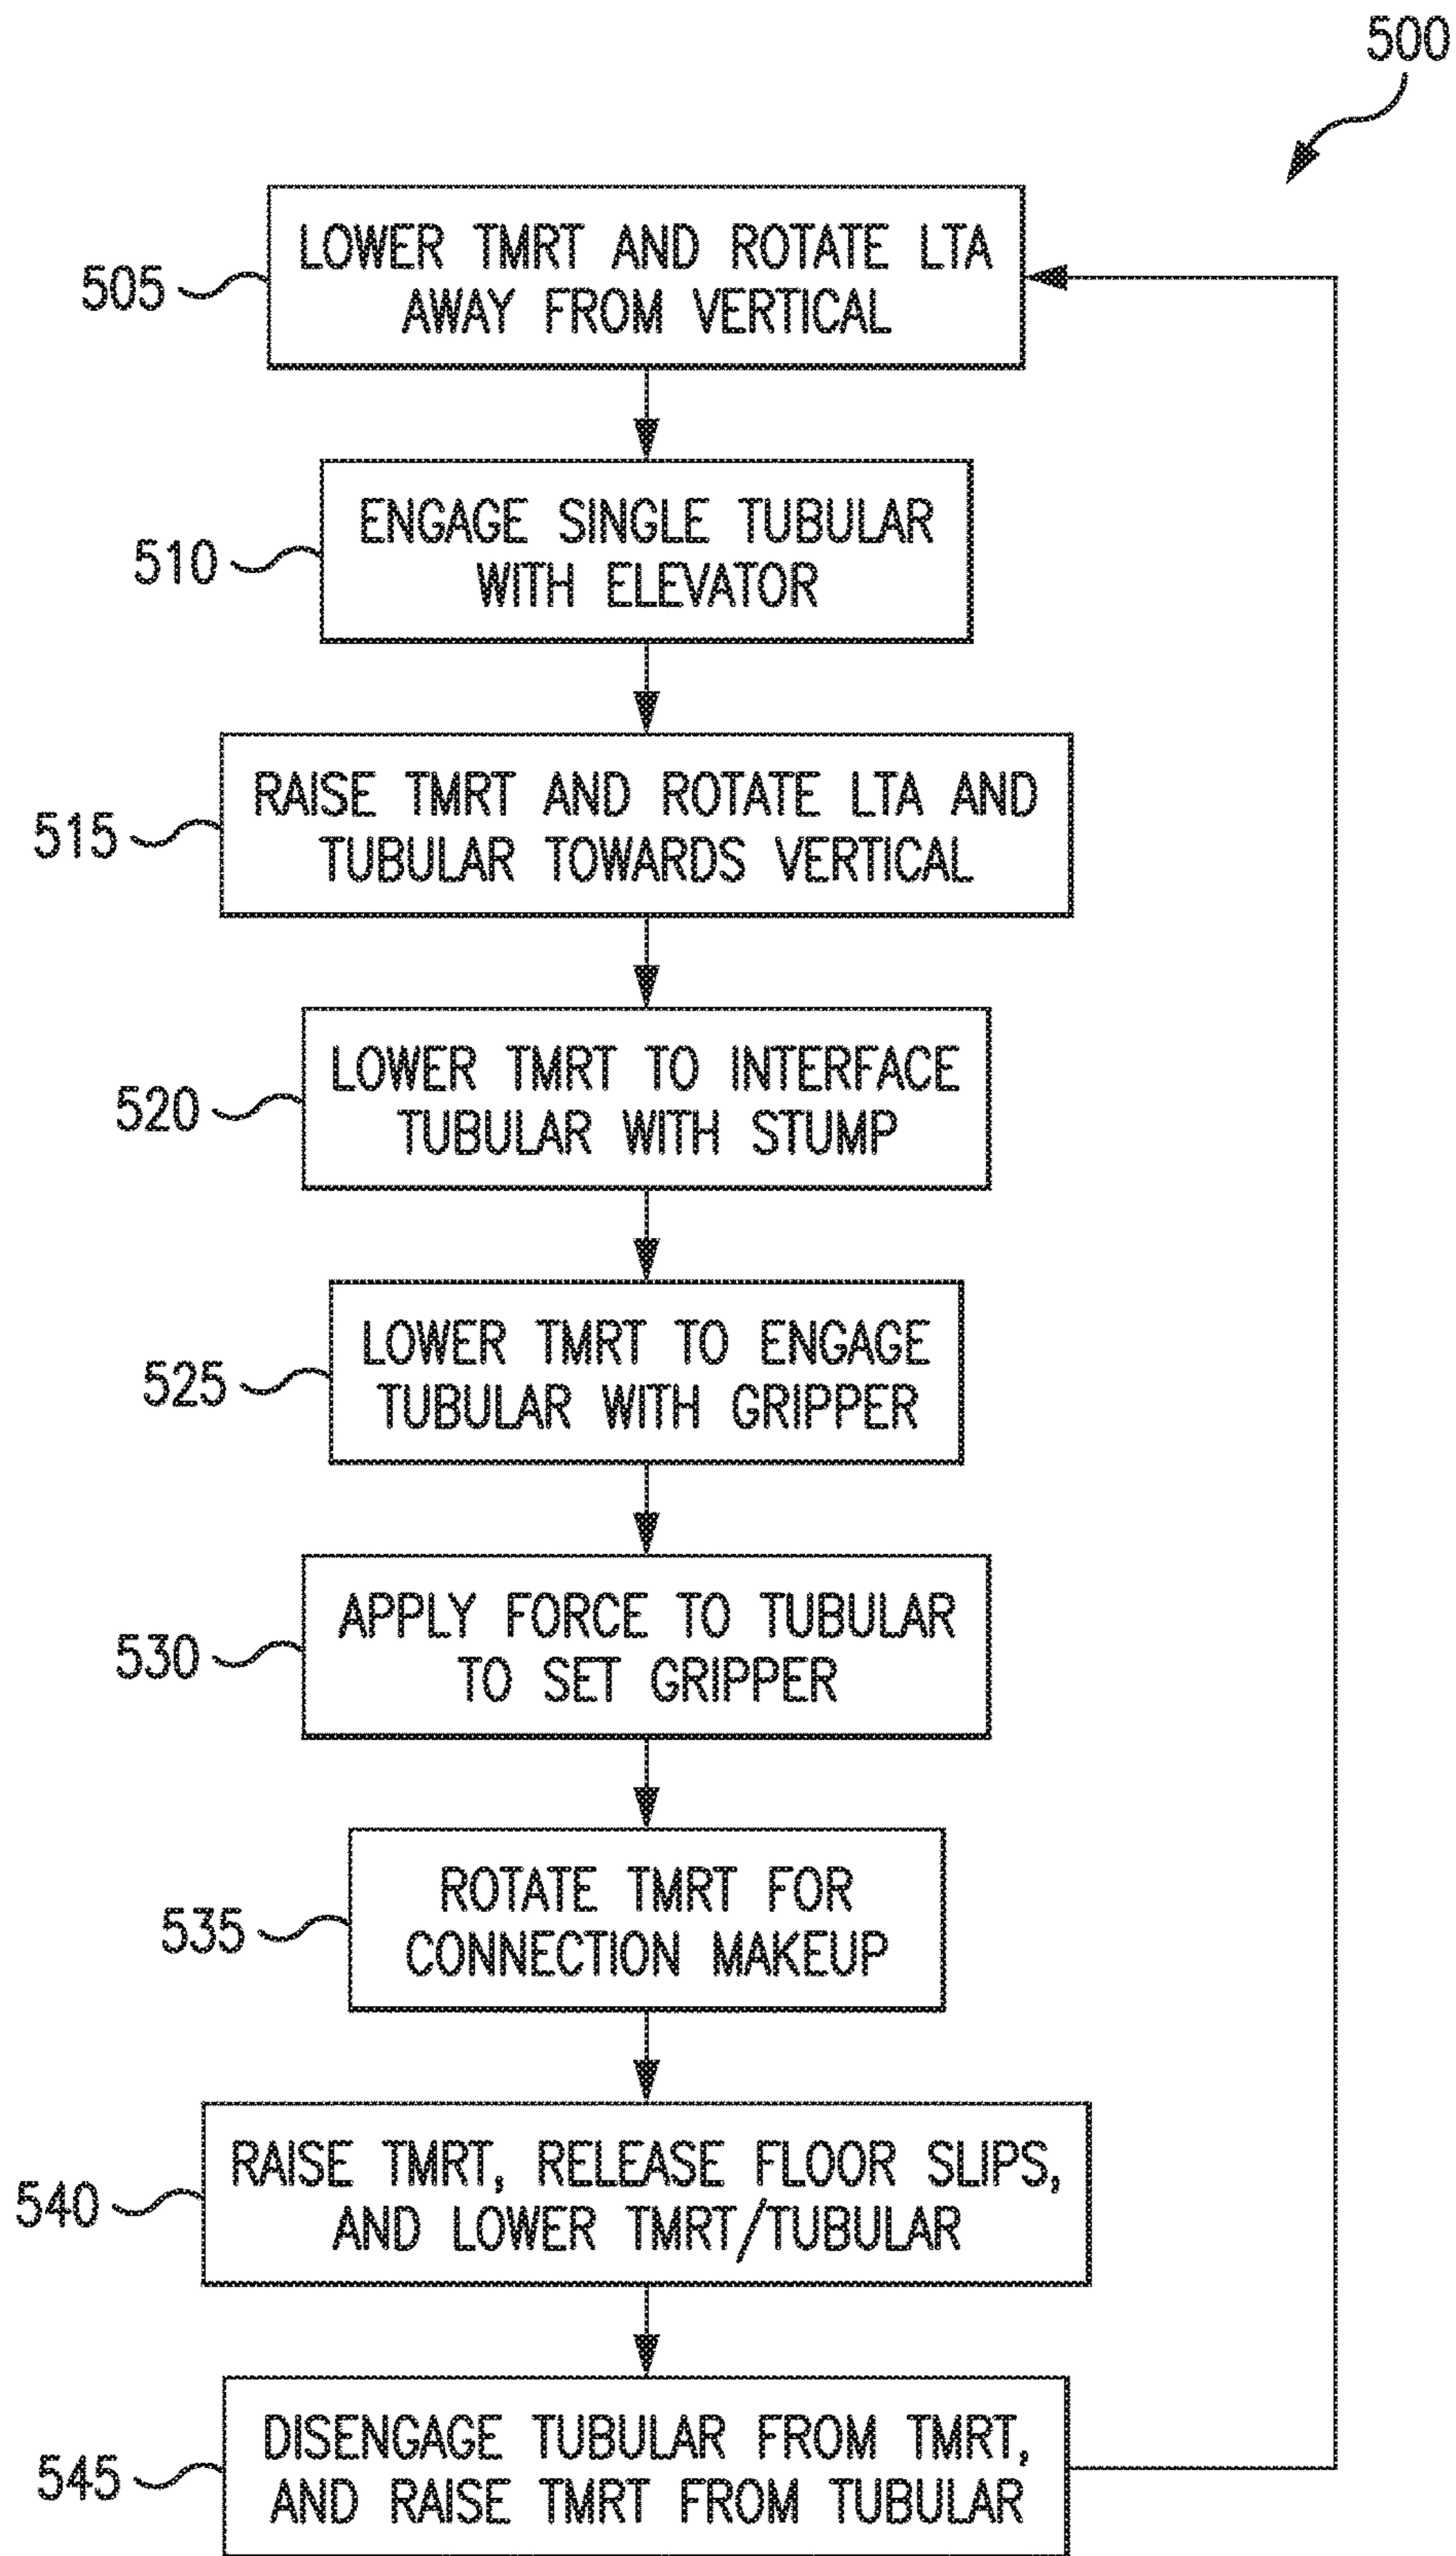 500
LOWER TMRT AND ROTATE LTA
AWAY FROM VERTICAL
505
ENGAGE SINGLE TUBULAR
WITH ELEVATOR
510
RAISE TMRT AND ROTATE LTA AND
TUBULAR TOWARDS VERTICAL
515
LOWER TMRT TO INTERFACE
TUBULAR WITH STUMP
520
LOWER TMRT TO ENGAGE
TUBULAR WITH GRIPPER
525
APPLY FORCE TO TUBULAR
TO SET GRIPPER
530
ROTATE TMRT FOR
CONNECTION MAKEUP
535
RAISE TMRT, RELEASE FLOOR SLIPS,
AND LOWER TMRT/TUBULAR
540
DISENGAGE TUBULAR FROM TMRT,
AND RAISE TMRT FROM TUBULAR
545